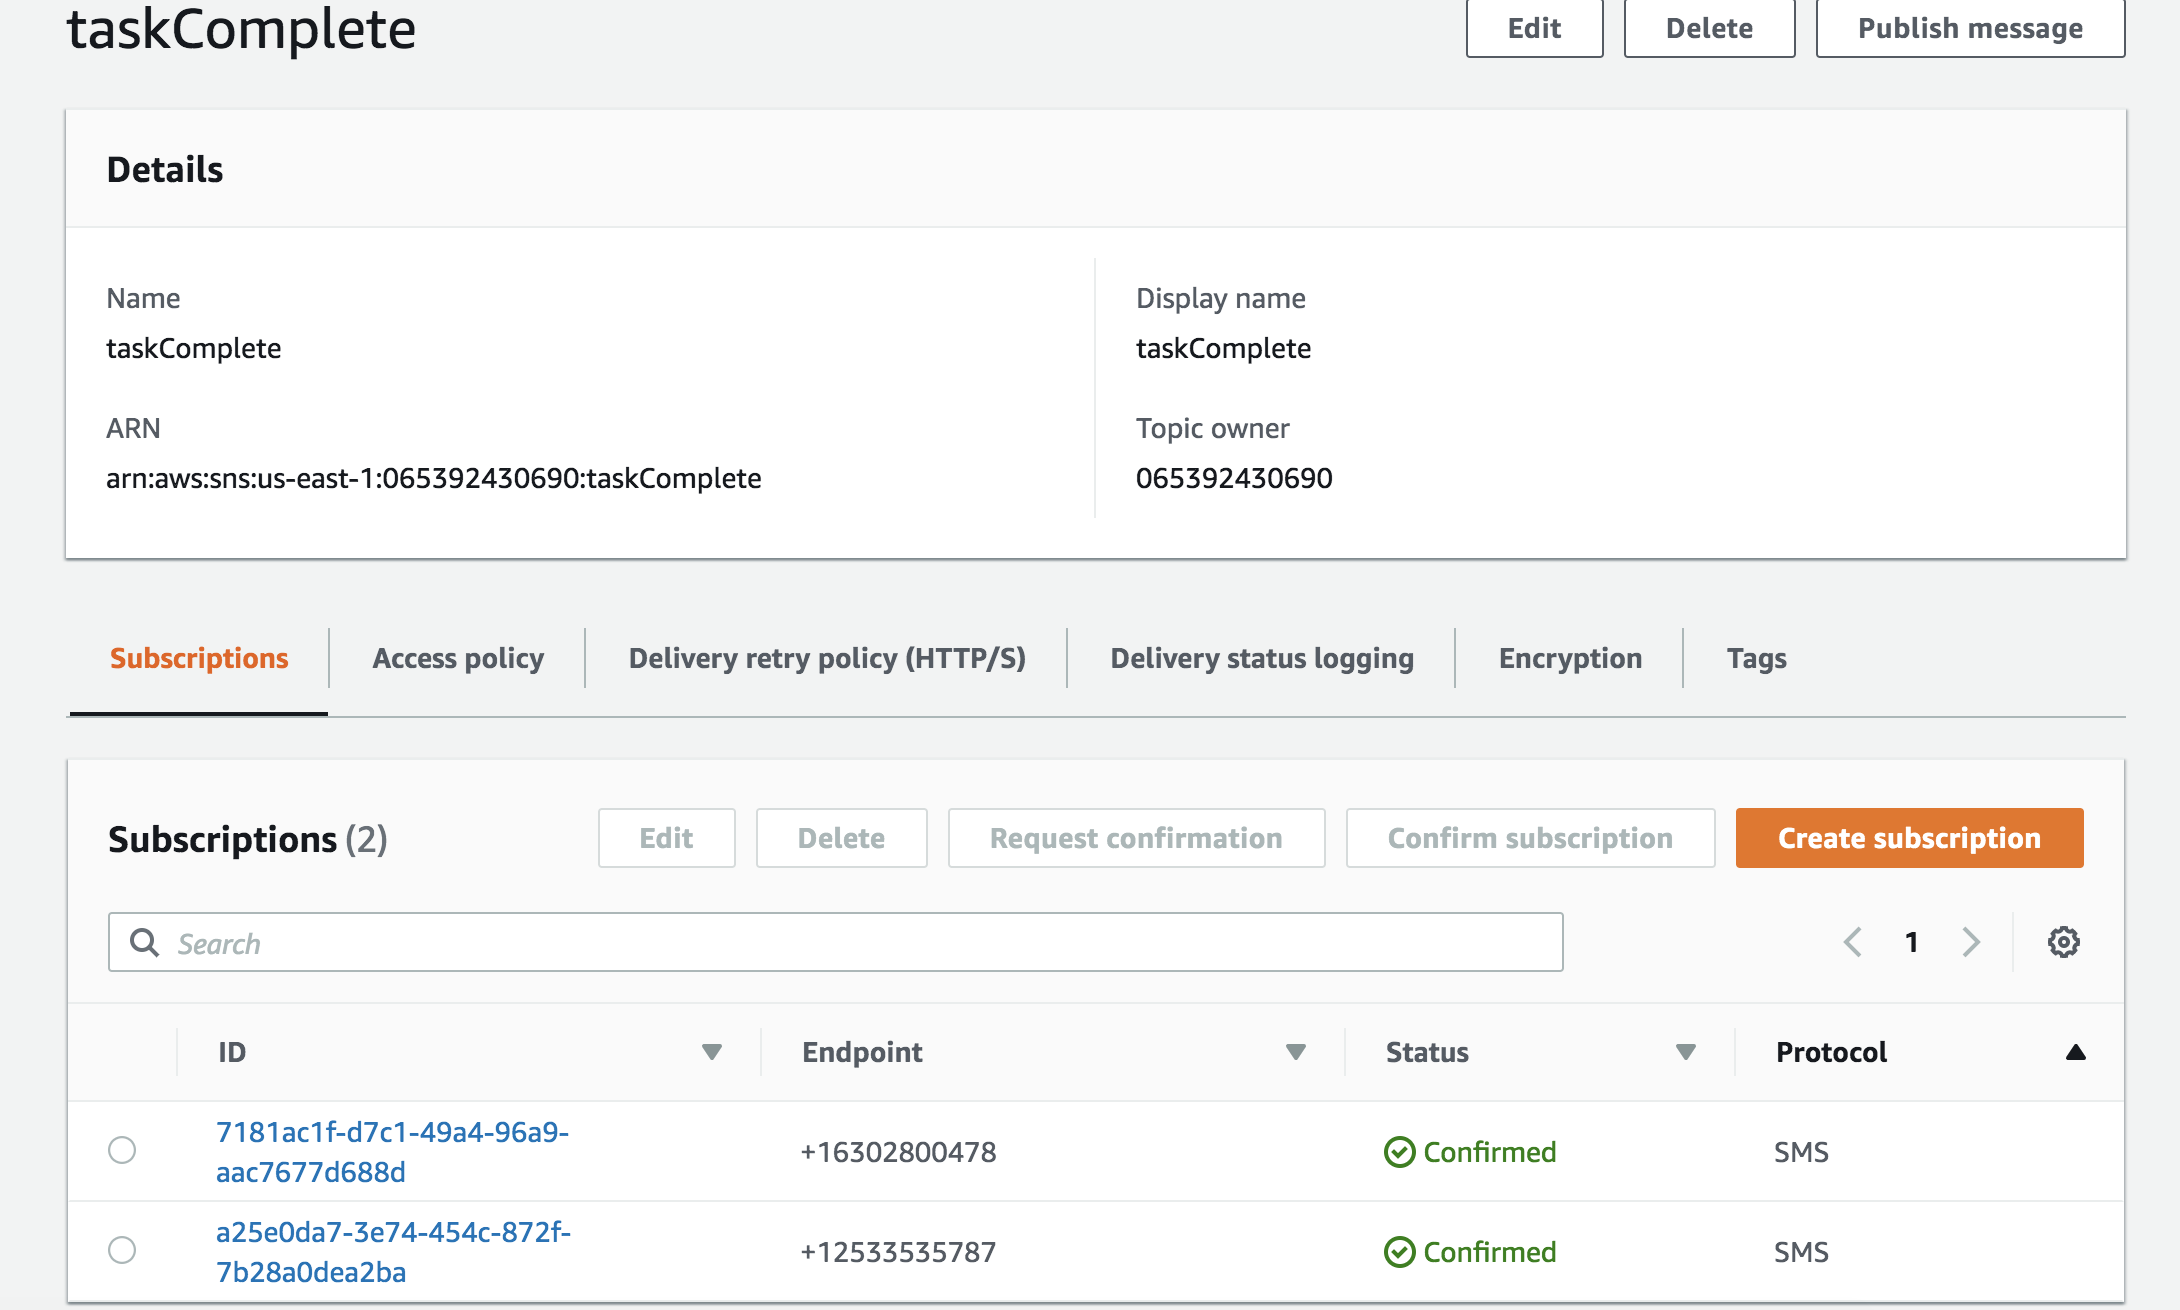 taskComplete
Edit
Delete
Publish message
Details
Name
taskComplete
Display name
taskComplete
ARN
arn:aws:sns:us-east-1:065392430690:taskComplete
Topic owner
065392430690
Subscriptions
Access policy
Delivery retry policy (HTTP/S)
Delivery status logging
Encryption
Tags
Subscriptions (2)
Edit
Delete
Request confirmation
Confirm subscription
Create subscription
Search
1
ID
Endpoint
Status
Protocol
7181ac1f-d7c1-49a4-96a9-
aac7677d688d
+16302800478
Confirmed
SMS
a25e0da7-3e74-454c-872f-
7b28a0dea2ba
+12533535787
Confirmed
SMS